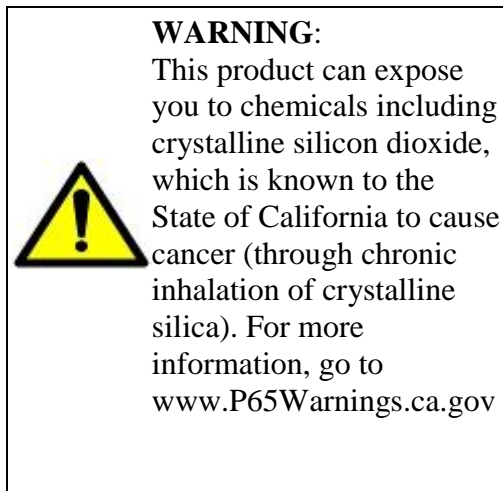 WARNING:
This product can expose
you to chemicals including
crystalline silicon dioxide,
which is known to the
State of California to cause
cancer (through chronic
inhalation of crystalline
silica). For more
information, go to
www.P65Warnings.ca.gov